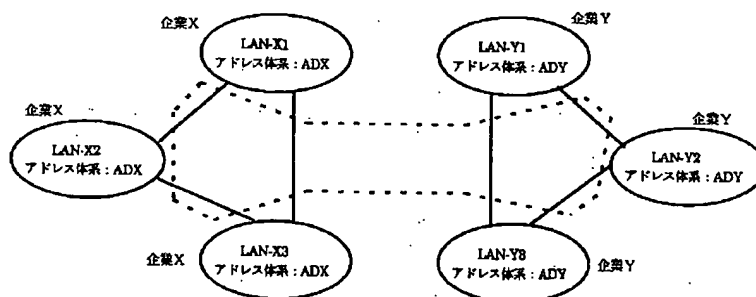 企業X
LAN-X1
アドレス体系：ADX
企業Y
LAN-Y1
アドレス体系：ADY
企業X
LAN-X2
アドレス体系：ADX
企業Y
LAN-Y2
アドレス体系：ADY
企業X
LAN-X3
アドレス体系：ADX
LAN-Y3
アドレス体系：ADY
企業Y